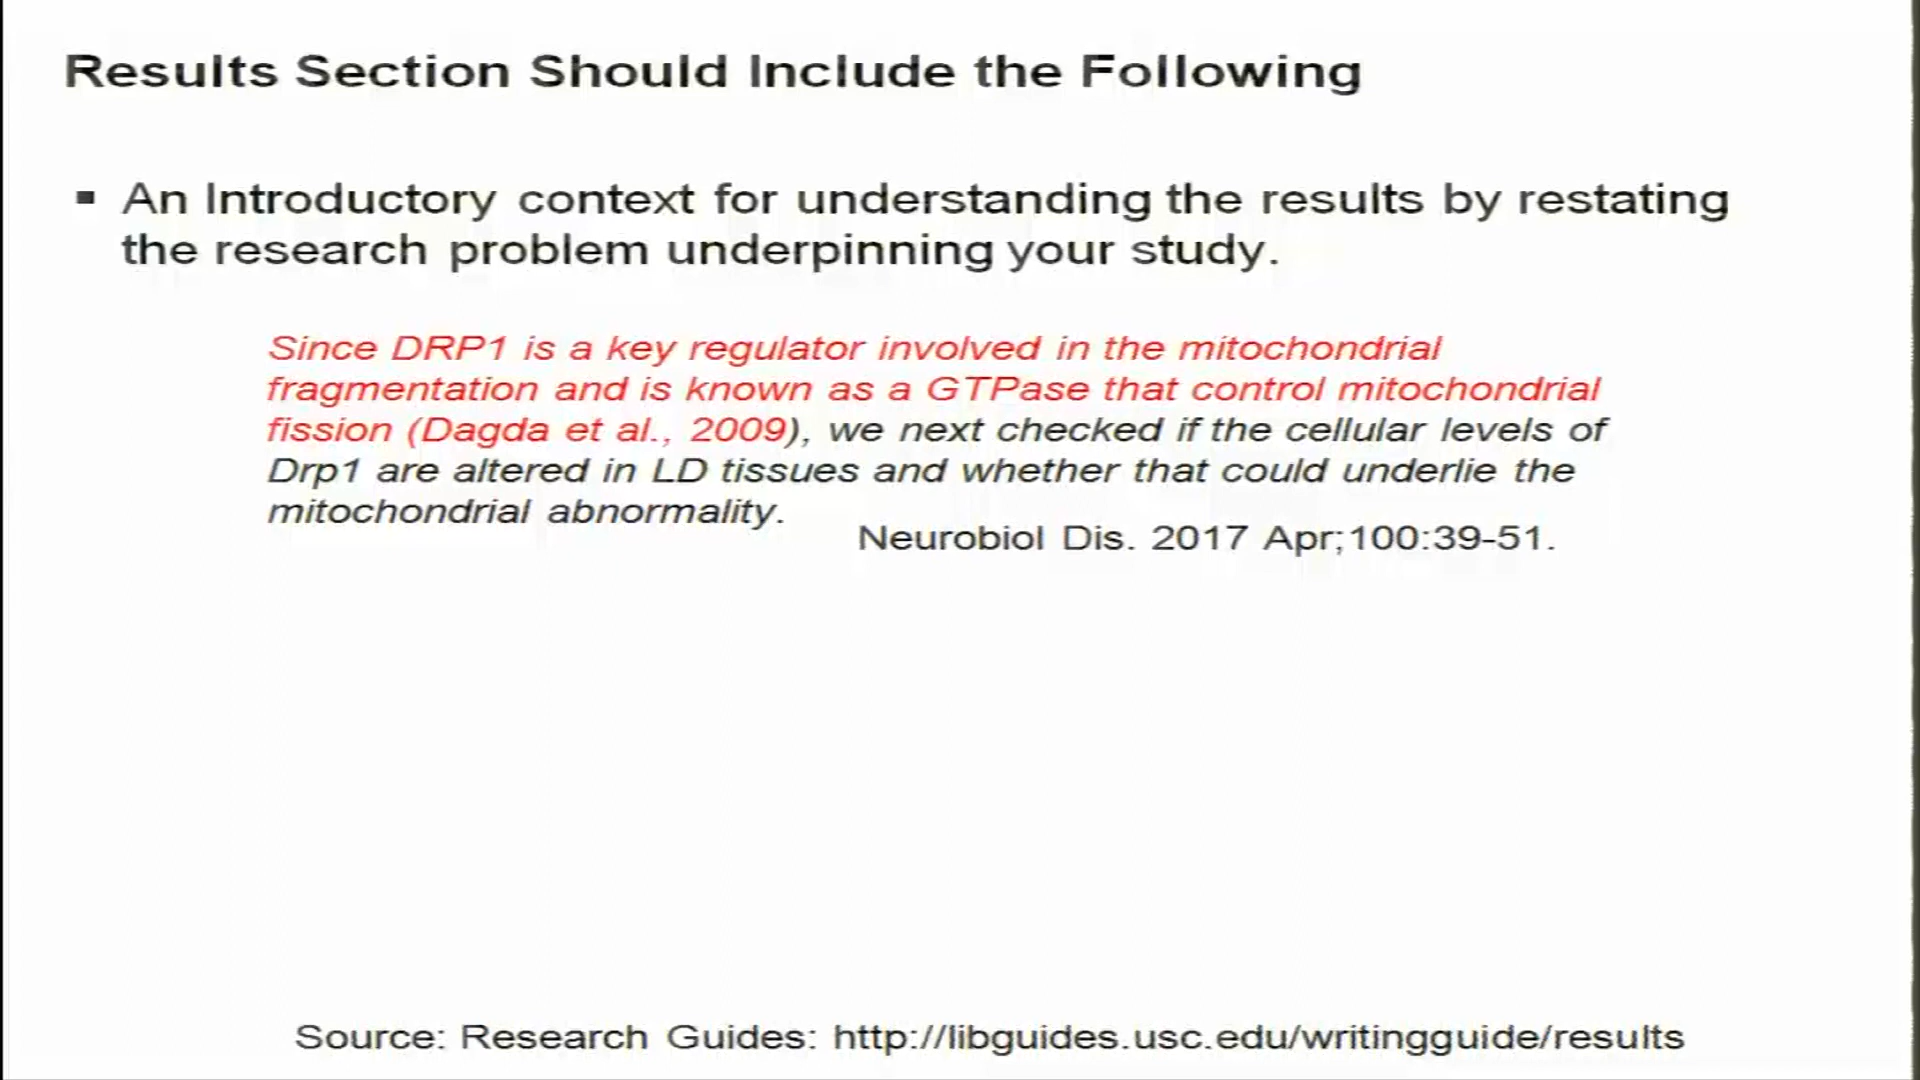 Results Section Should Include the Following
▪ An Introductory context for understanding the results by restating
the research problem underpinning your study.
Since DRP1 is a key regulator involved in the mitochondrial
fragmentation and is known as a GTPase that control mitochondrial
fission (Dagda et al., 2009), we next checked if the cellular levels of
Drp1 are altered in LD tissues and whether that could underlie the
mitochondrial abnormality.
Neurobiol Dis. 2017 Apr;100:39-51.
Source: Research Guides: http://libguides.usc.edu/writingguide/results